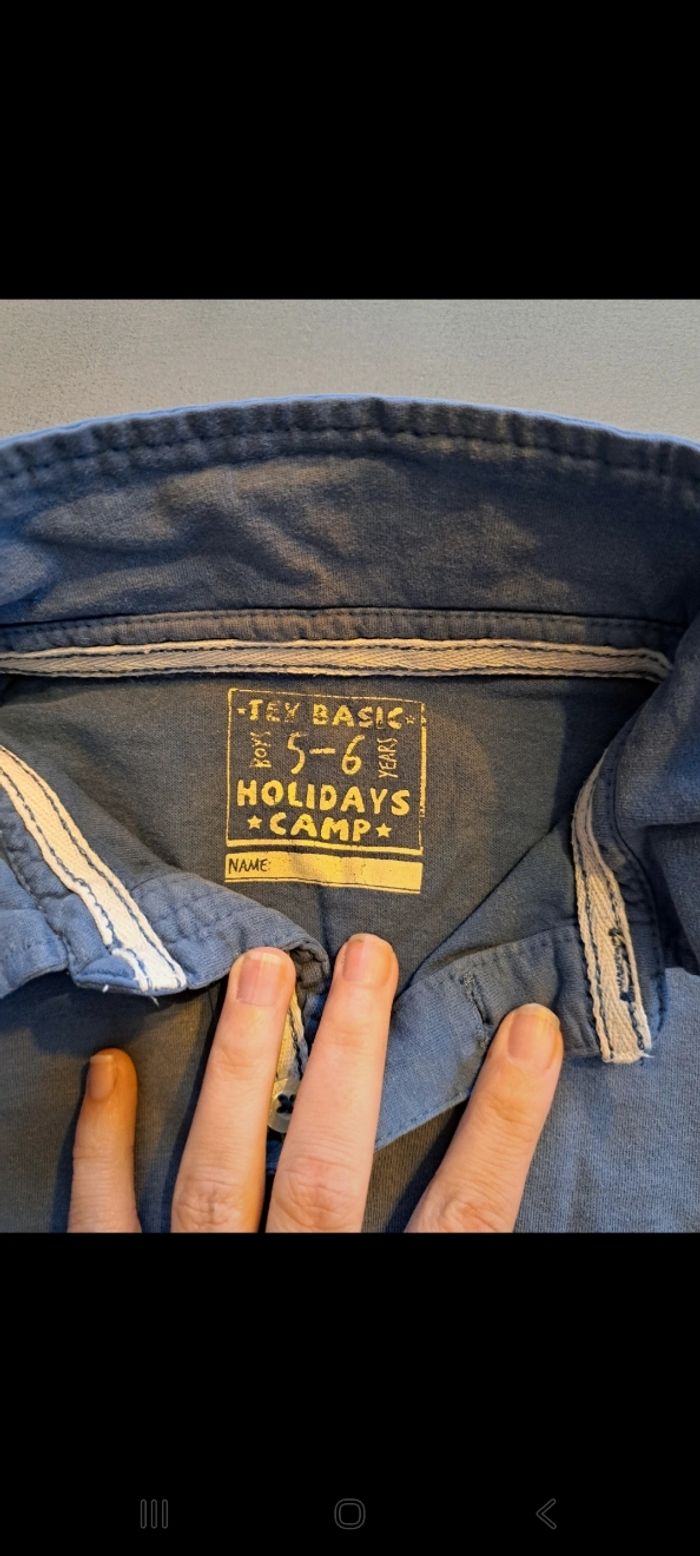 TEX BASIC
BOYS 5-6 YEARS
HOLIDAYS
★CAMP★
NAME: